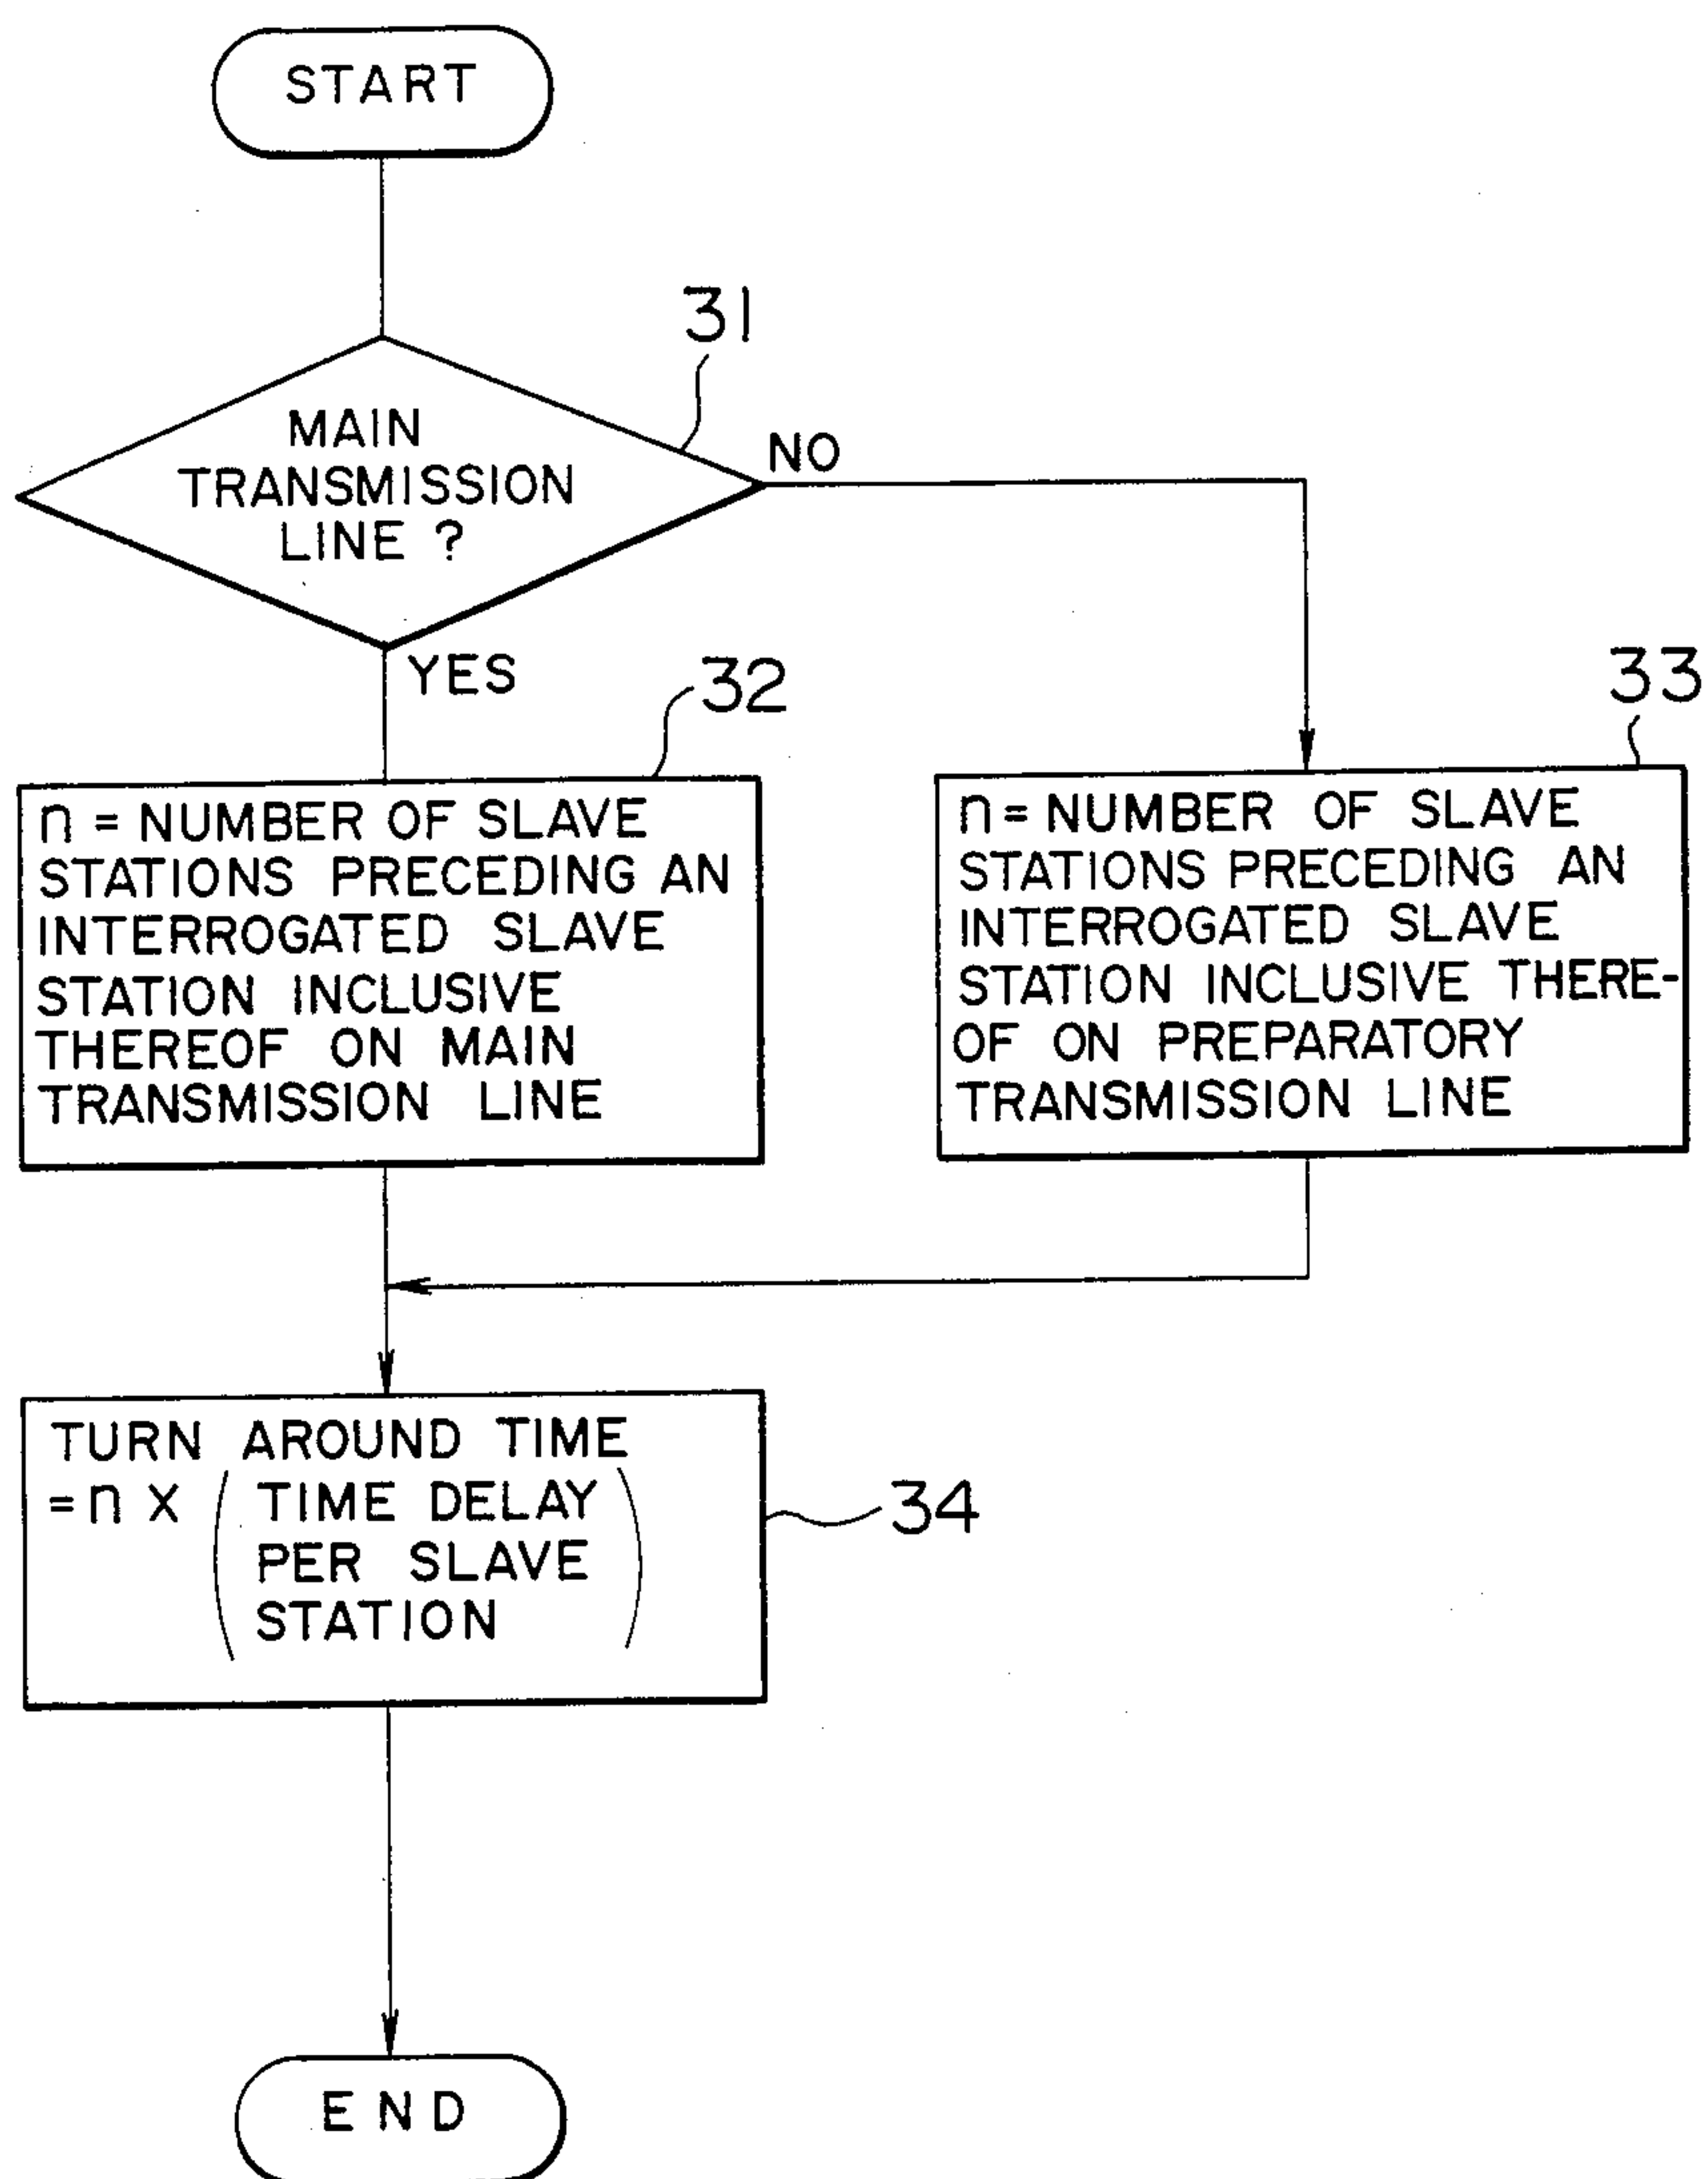 START
31
MAIN
TRANSMISSION
LINE ?
NO
YES
32
n = NUMBER OF SLAVE
STATIONS PRECEDING AN
INTERROGATED SLAVE
STATION INCLUSIVE
THEREOF ON MAIN
TRANSMISSION LINE
33
n = NUMBER OF SLAVE
STATIONS PRECEDING AN
INTERROGATED SLAVE
STATION INCLUSIVE THERE-
OF ON PREPARATORY
TRANSMISSION LINE
TURN AROUND TIME
= n X ( TIME DELAY
PER SLAVE
STATION )
34
END